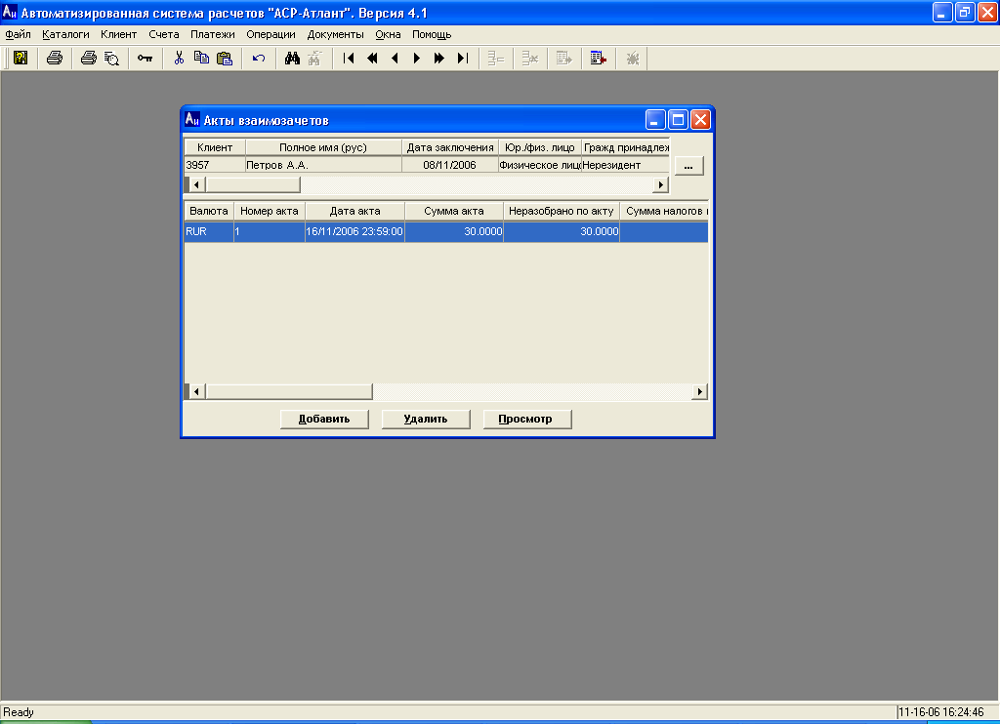 Автоматизированная система расчетов "АСР-Атлант". Версия 4.1
Файл Каталоги Клиент Счета Платежи Операции Документы Окна Помощь
Акты взаимозачетов
Клиент Полное имя (рус) Дата заключения Юр./физ. лицо Гражд принадлеж
3957 Петров А.А. 08/11/2006 Физическое лицо Нерезидент
...
Валюта Номер акта Дата акта Сумма акта Неразобрано по акту Сумма налогов
RUR 1 16/11/2006 23:59:00 30.0000 30.0000
Добавить Удалить Просмотр
Ready 11-16-06 16:24:46